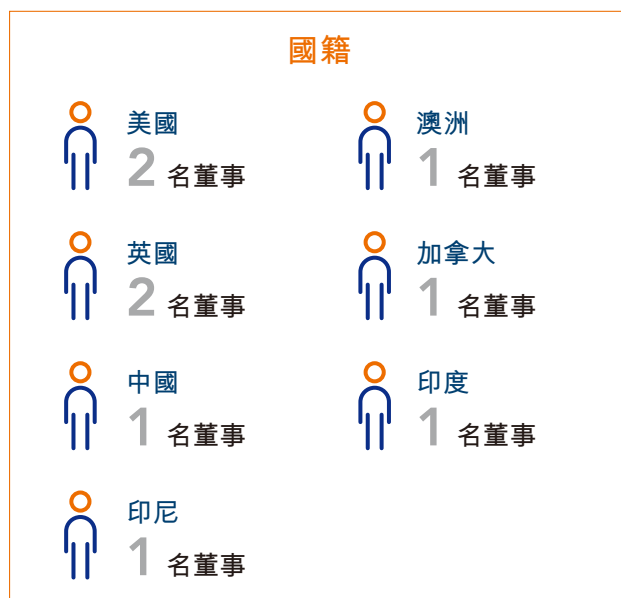 國籍
美國
2 名董事
澳洲
1 名董事
英國
2 名董事
加拿大
1 名董事
中國
1 名董事
印度
1 名董事
印尼
1 名董事